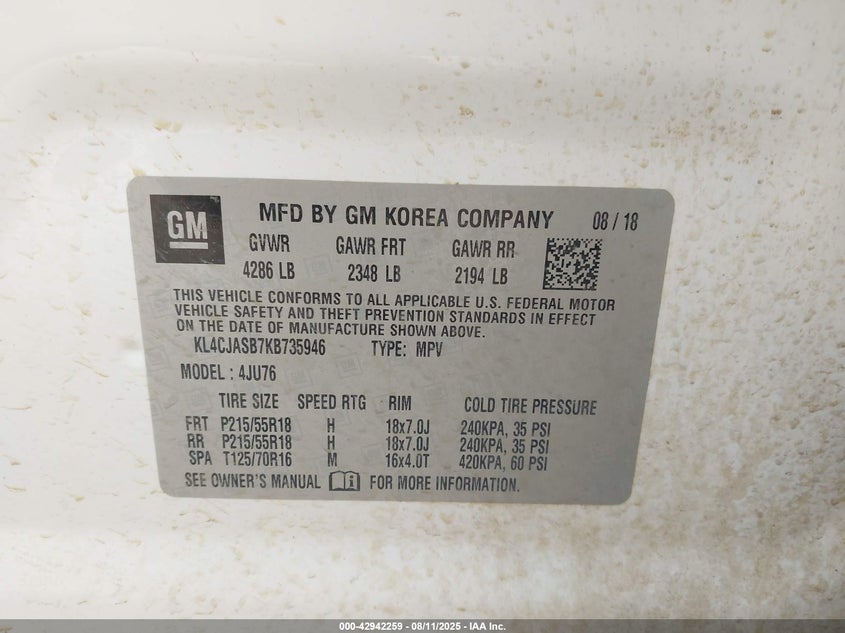 GM MFD BY GM KOREA COMPANY 08 / 18
GVWR GAWR FRT GAWR RR
4286 LB 2348 LB 2194 LB
THIS VEHICLE CONFORMS TO ALL APPLICABLE U.S. FEDERAL MOTOR
VEHICLE SAFETY AND THEFT PREVENTION STANDARDS IN EFFECT
ON THE DATE OF MANUFACTURE SHOWN ABOVE.
KL4CJASB7KB735946 TYPE: MPV
MODEL : 4JU76
TIRE SIZE SPEED RTG RIM COLD TIRE PRESSURE
FRT P215/55R18 H 18x7.0J 240KPA, 35 PSI
RR P215/55R18 H 18x7.0J 240KPA, 35 PSI
SPA T125/70R16 M 16x4.0T 420KPA, 60 PSI
SEE OWNER'S MANUAL FOR MORE INFORMATION.
000-42942259 - 08/11/2025 - IAA Inc.